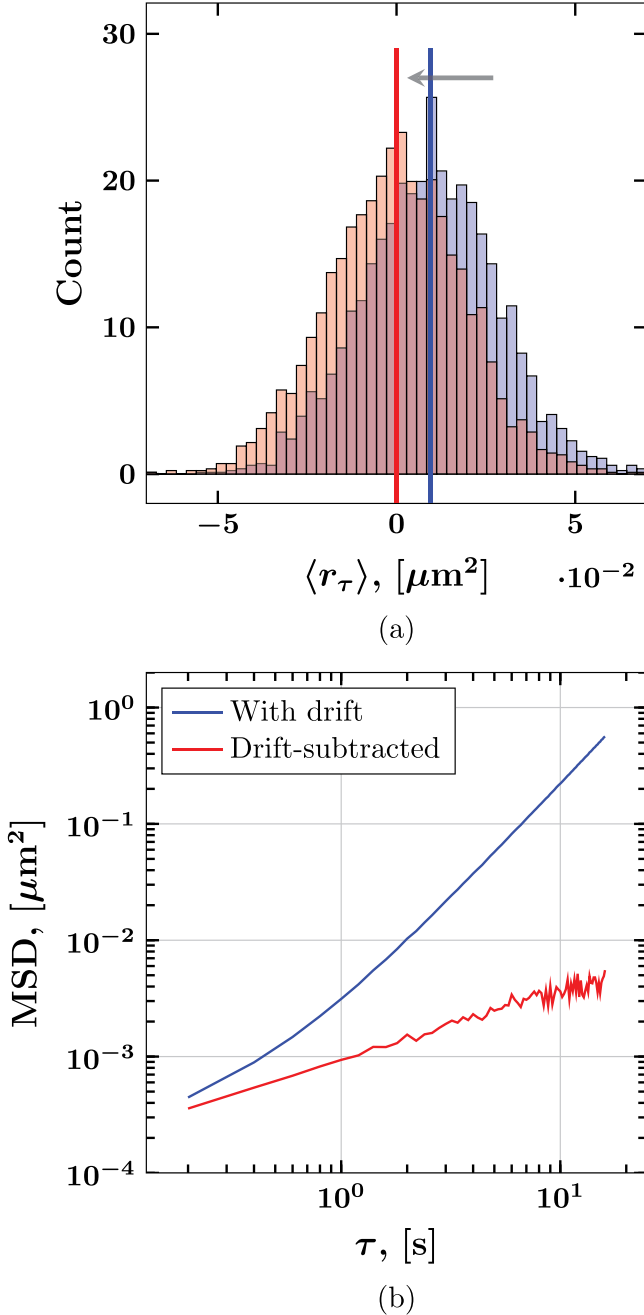 30
20
10
0
Count
−5
0
5
⟨r_τ⟩, [μm²]
·10⁻²
(a)
With drift
Drift-subtracted
10⁰
10⁻¹
10⁻²
10⁻³
10⁻⁴
MSD, [μm²]
10⁰
10¹
τ, [s]
(b)